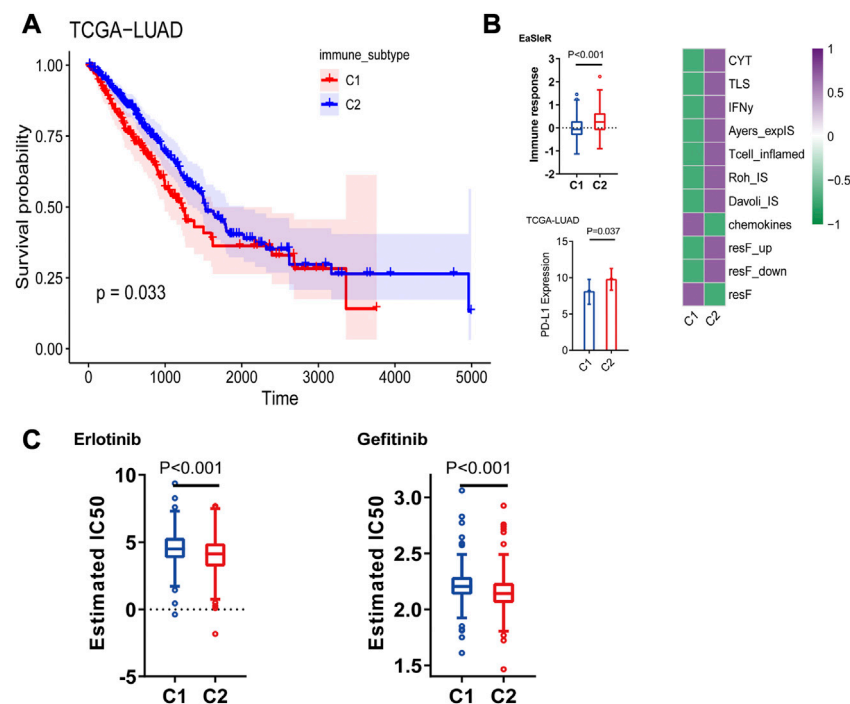 A
TCGA−LUAD
immune_subtype
C1
C2
Survival probability
1.00
0.75
0.50
0.25
0.00
p = 0.033
0
1000
2000
3000
4000
5000
Time
B
EaSIeR
P<0.001
Immune response
3
2
1
0
-1
-2
C1
C2
TCGA-LUAD
P=0.037
PD-L1 Expression
15
10
5
0
C1
C2
CYT
TLS
IFNy
Ayers_expIS
Tcell_inflamed
Roh_IS
Davoli_IS
chemokines
resF_up
resF_down
resF
C1
C2
1
0.5
0
−0.5
−1
C
Erlotinib
P<0.001
Estimated IC50
10
5
0
-5
C1
C2
Gefitinib
P<0.001
Estimated IC50
3.0
2.5
2.0
1.5
C1
C2